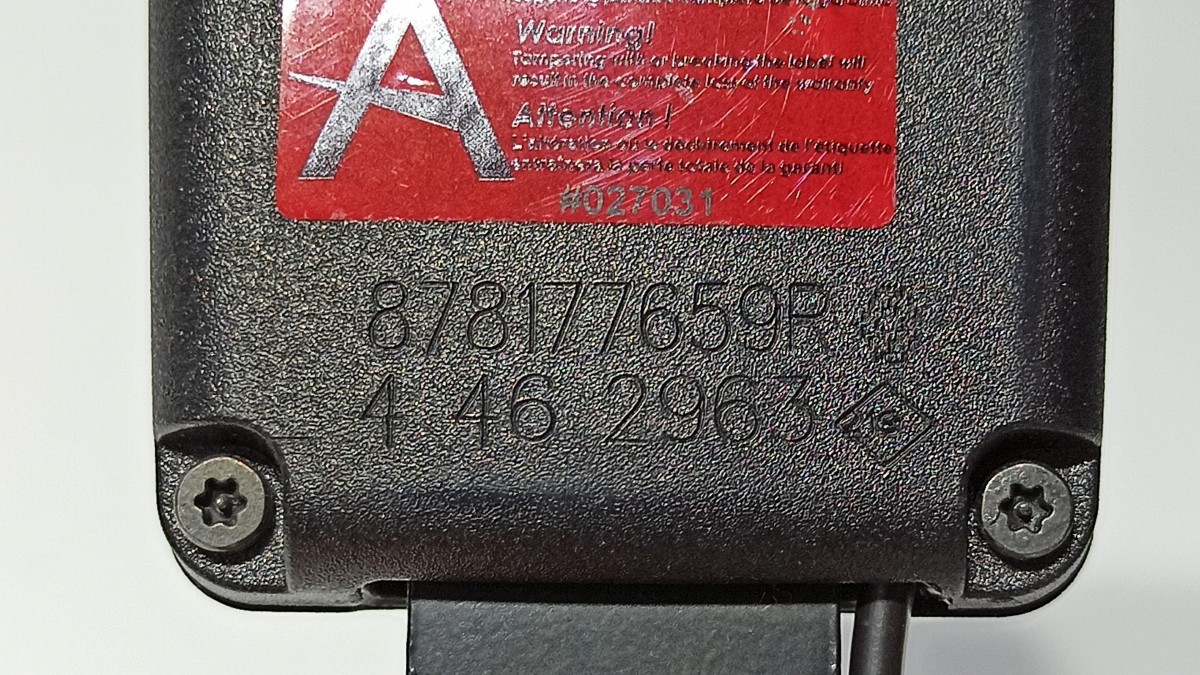 A
Warning!
Tampering with or breaking the label will
result in the complete loss of the warranty
Attention !
L'altération ou le déchirement de l'étiquette
entraînera la perte totale de la garanti
#027031
878177659R
4 46 2963